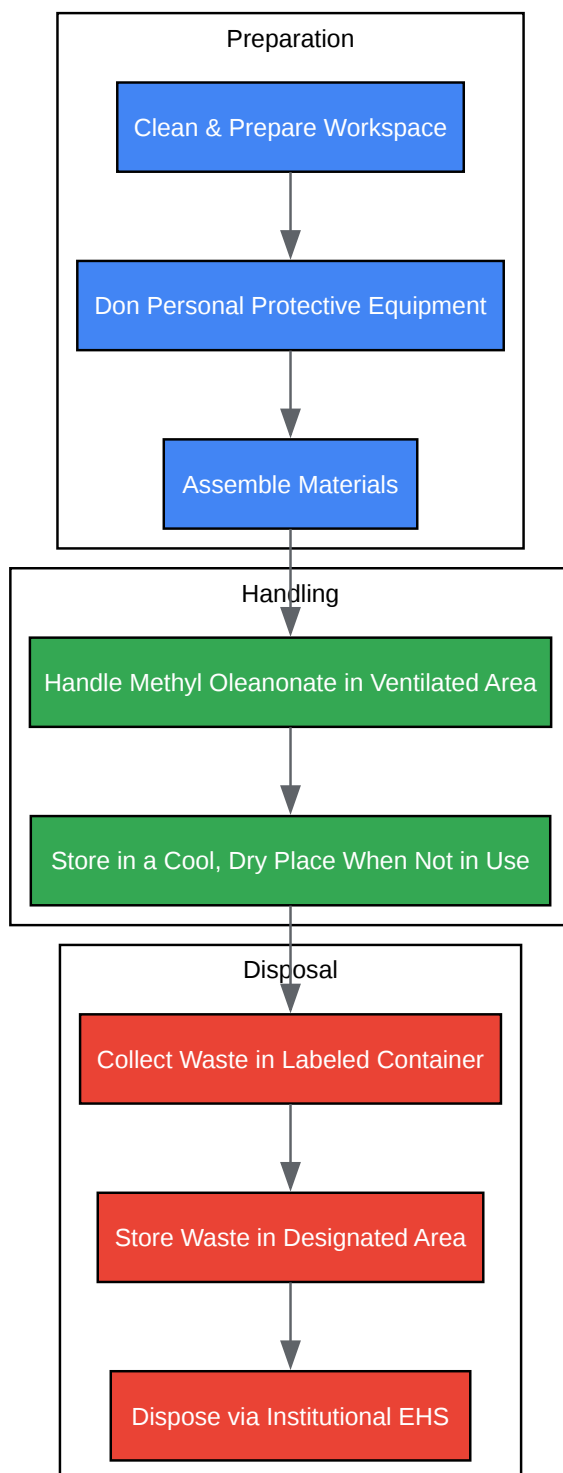 Preparation
Clean & Prepare Workspace
Don Personal Protective Equipment
Assemble Materials
Handling
Handle Methyl Oleanonate in Ventilated Area
Store in a Cool, Dry Place When Not in Use
Disposal
Collect Waste in Labeled Container
Store Waste in Designated Area
Dispose via Institutional EHS